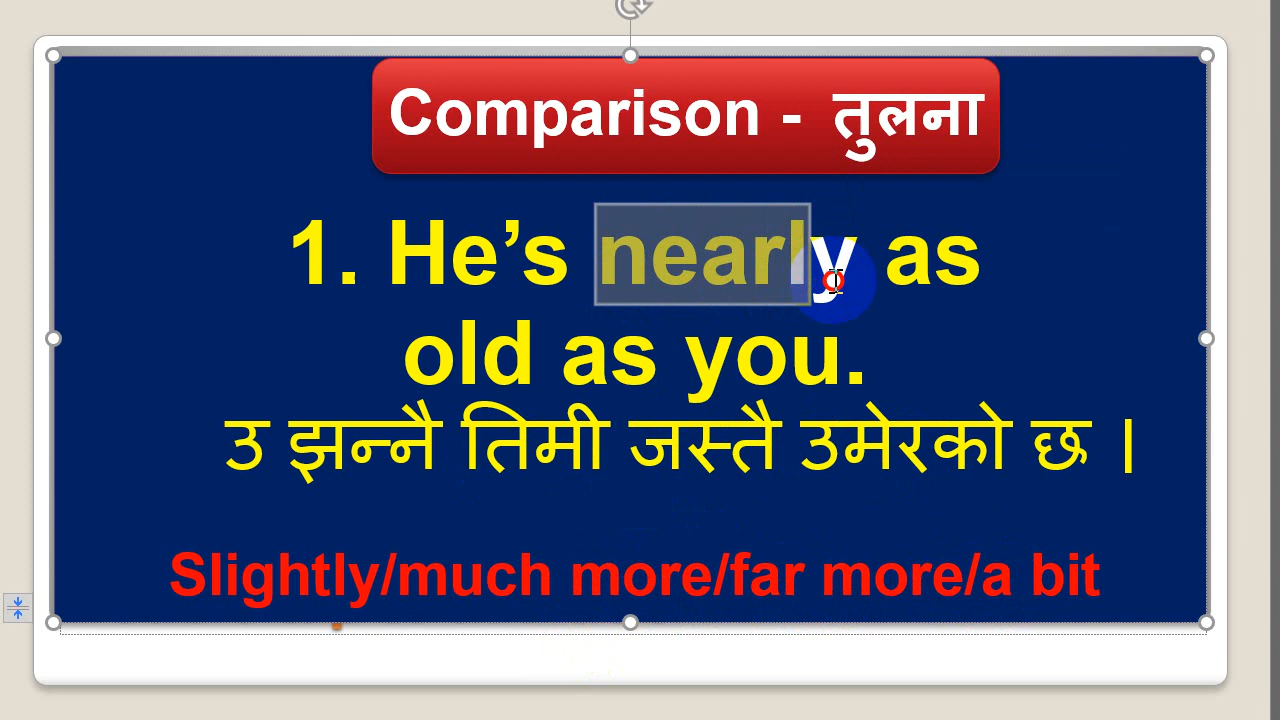 Comparison - तुलना
1. He’s nearly as
old as you.
उ झन्नै तिमी जस्तै उमेरको छ ।
Slightly/much more/far more/a bit